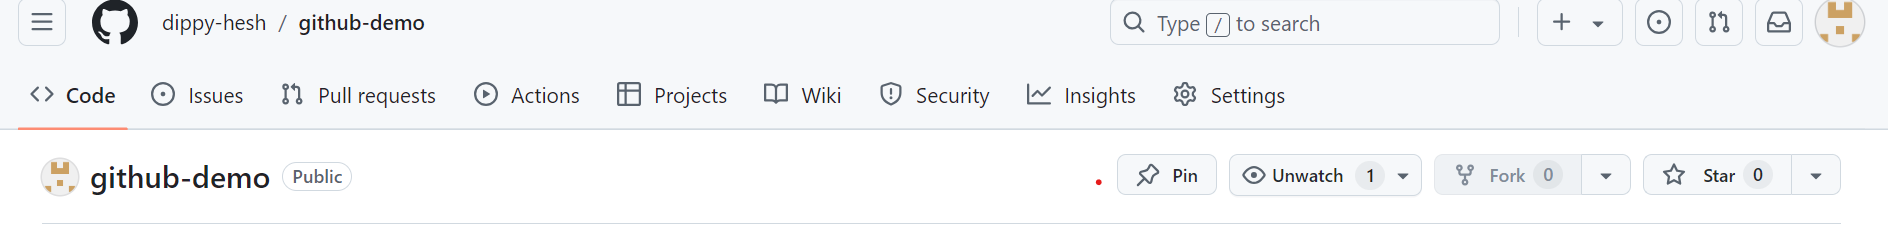 dippy-hesh / github-demo Type / to search
Code Issues Pull requests Actions Projects Wiki Security Insights Settings
github-demo Public Pin Unwatch 1 Fork 0 Star 0